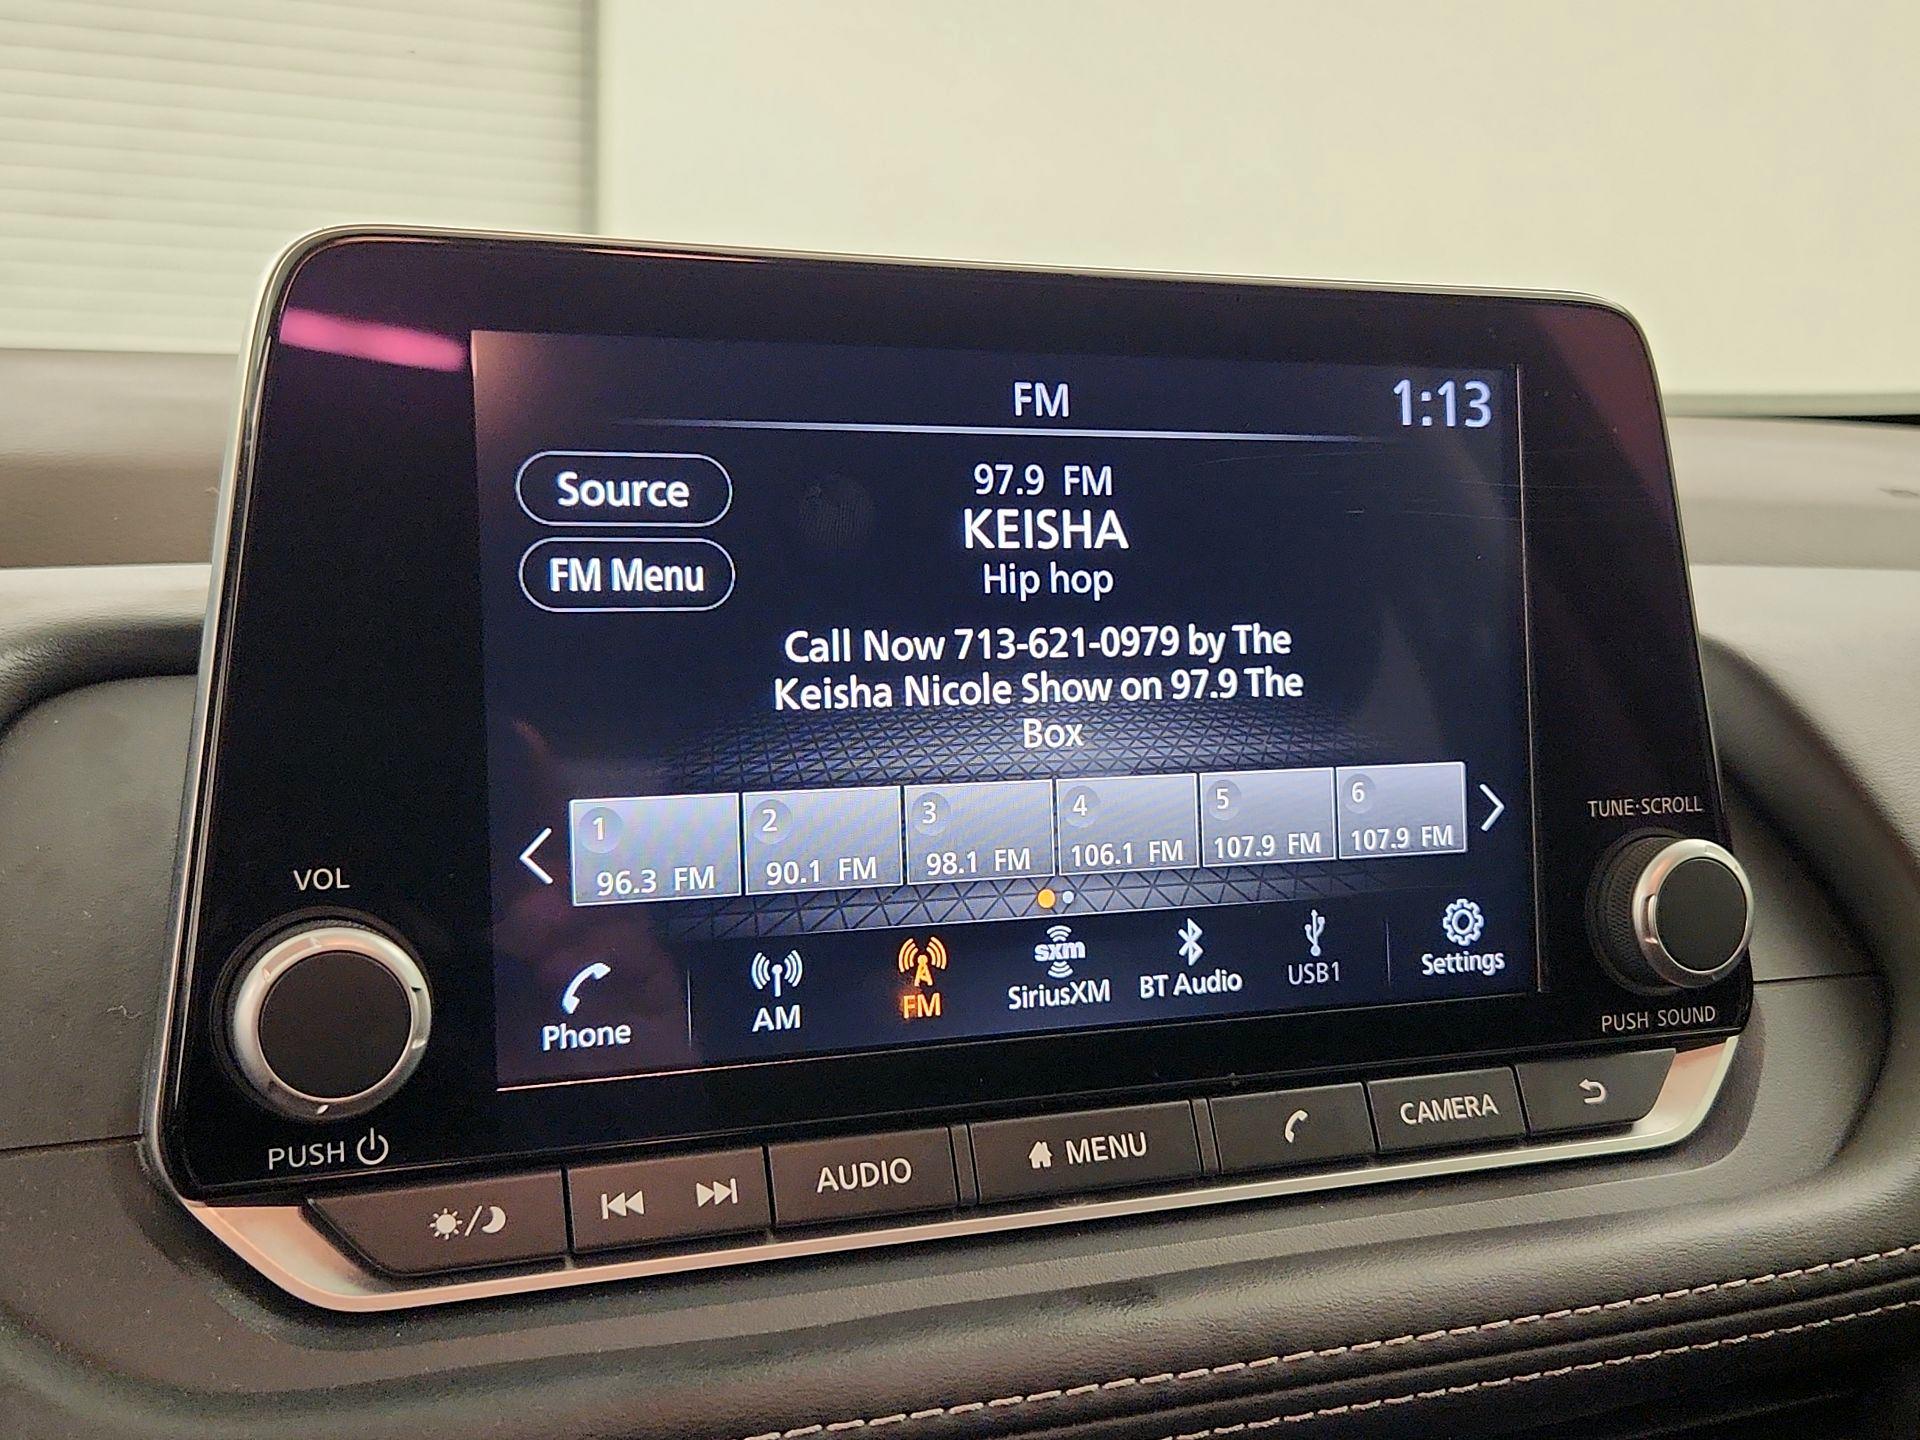 FM
1:13
Source
97.9 FM
KEISHA
FM Menu
Hip hop
Call Now 713-621-0979 by The
Keisha Nicole Show on 97.9 The
Box
1
2
3
4
5
6
96.3 FM
90.1 FM
98.1 FM
106.1 FM
107.9 FM
107.9 FM
TUNE·SCROLL
VOL
Phone
AM
FM
sxm
SiriusXM
BT Audio
USB1
Settings
PUSH SOUND
PUSH
AUDIO
MENU
CAMERA